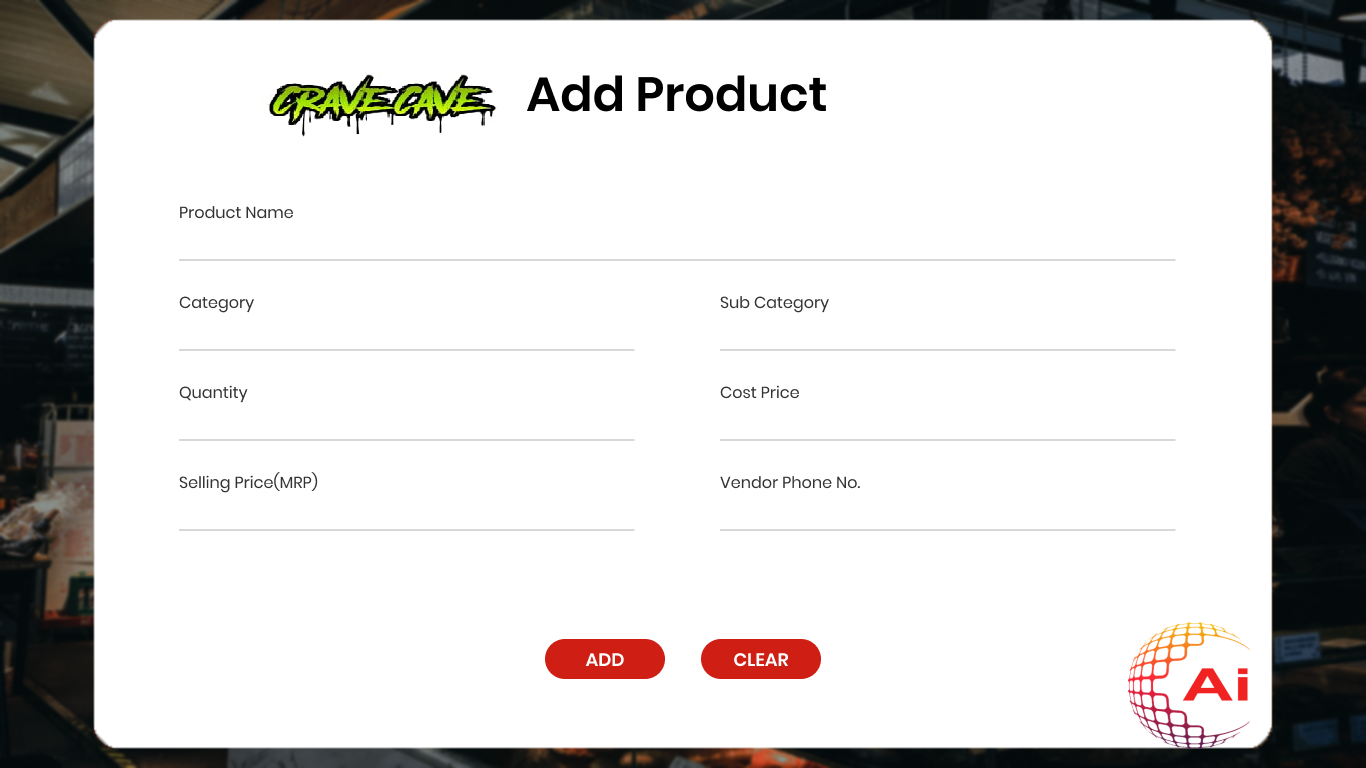 CRAVE CAVE Add Product
Product Name
Category Sub Category
Quantity Cost Price
Selling Price(MRP) Vendor Phone No.
ADD CLEAR
Ai